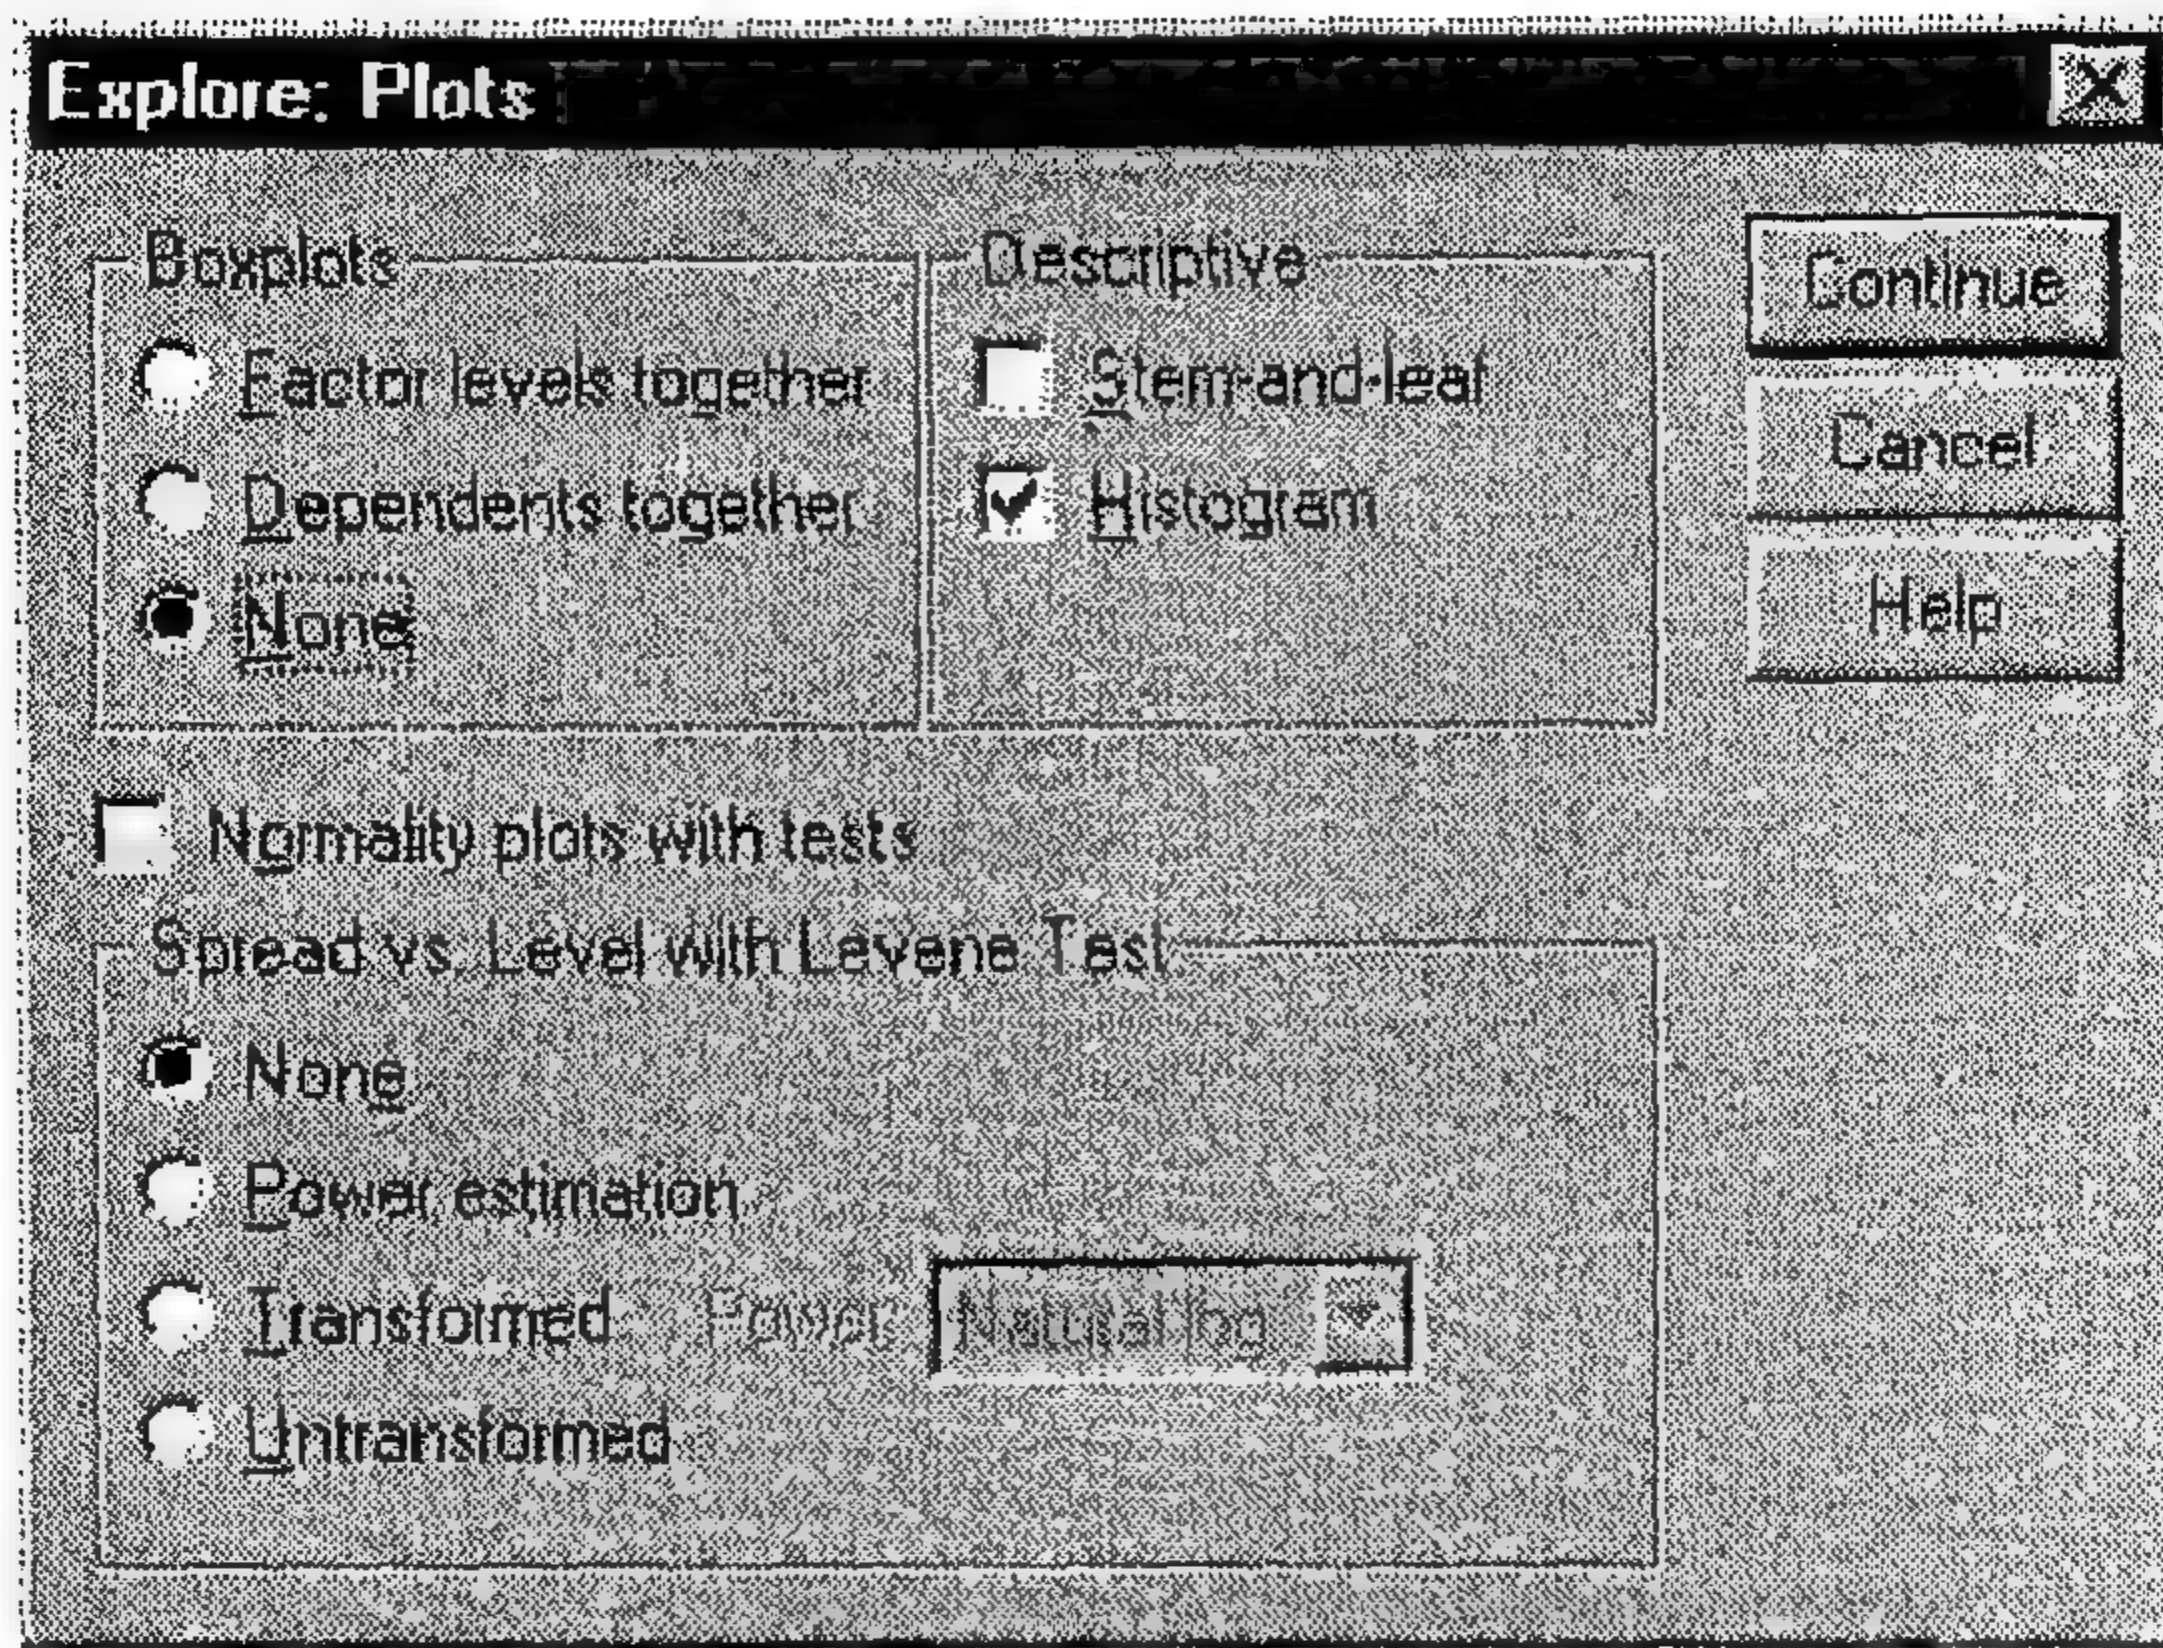 Explore: Plots
Boxplots
Factor levels together
Dependents together
None
Descriptive
Stem-and-leaf
Histogram
Continue
Cancel
Help
Normality plots with tests
Spread vs. Level with Levene Test
None
Power estimation
Transformed Power: Natural log
Untransformed